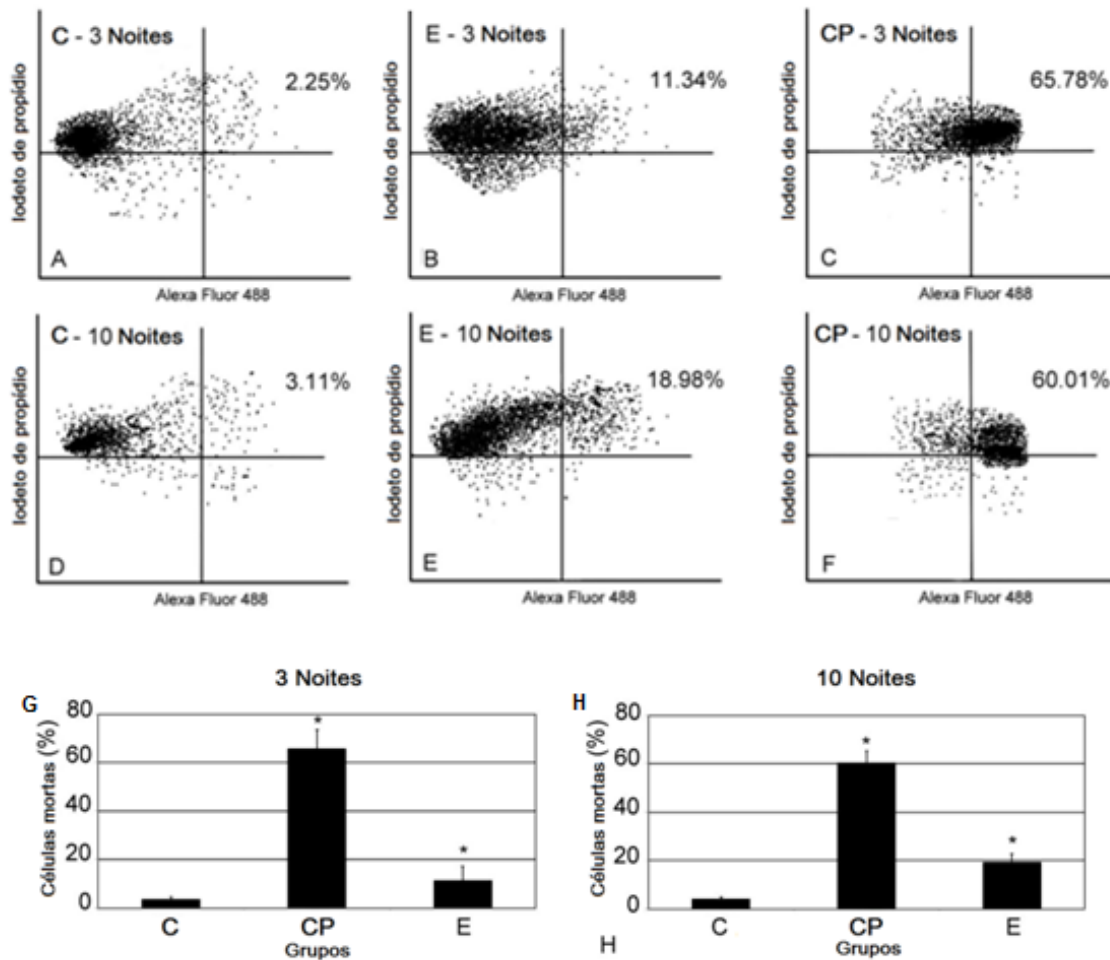 C - 3 Noites
2.25%
Iodeto de propídio
A
Alexa Fluor 488
E - 3 Noites
11.34%
Iodeto de propídio
B
Alexa Fluor 488
CP - 3 Noites
65.78%
Iodeto de propídio
C
Alexa Fluor 488
C - 10 Noites
3.11%
Iodeto de propídio
D
Alexa Fluor 488
E - 10 Noites
18.98%
Iodeto de propídio
E
Alexa Fluor 488
CP - 10 Noites
60.01%
Iodeto de propídio
F
Alexa Fluor 488
3 Noites
G
Células mortas (%)
80
60
40
20
0
*
*
C CP E
Grupos
10 Noites
H
Células mortas (%)
80
60
40
20
0
*
*
C CP E
H Grupos